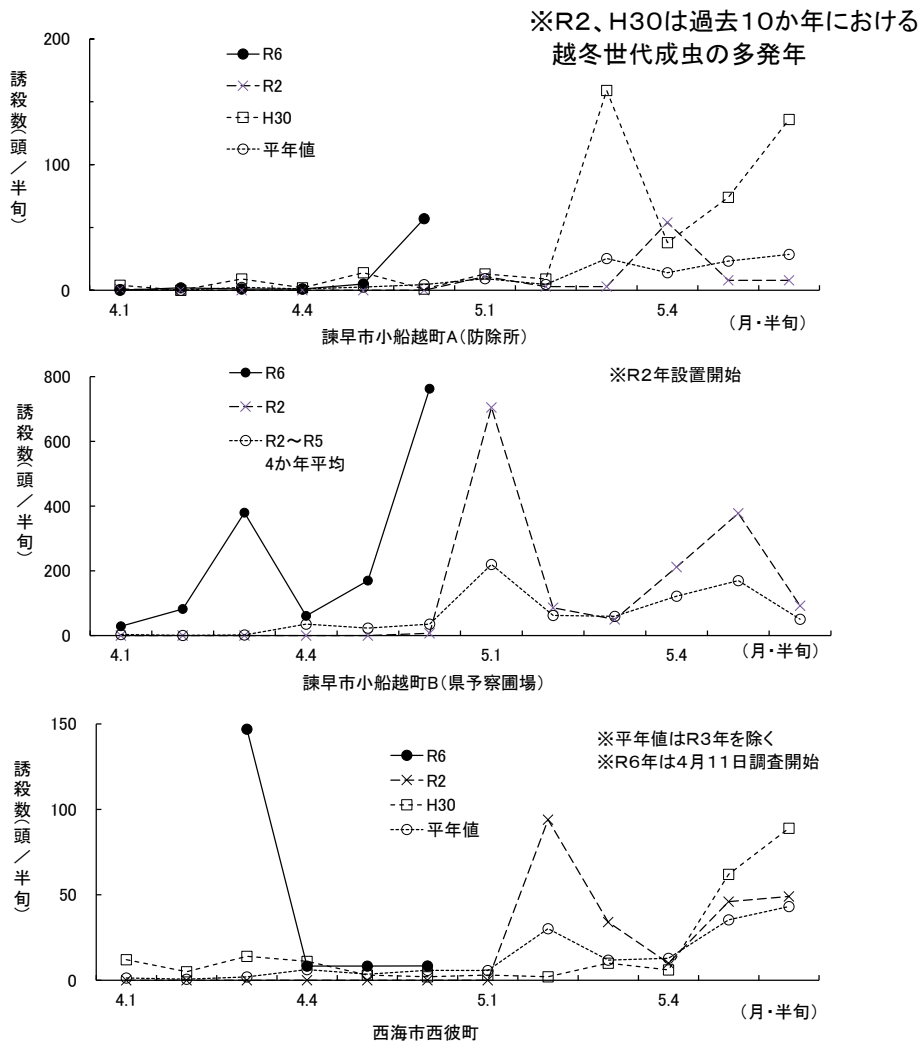 ※R2、H30は過去10か年における
越冬世代成虫の多発年
200
100
0
誘殺数(頭/半旬)
R6
R2
H30
平年値
4.1
4.4
5.1
5.4
(月・半旬)
諫早市小船越町A(防除所)
800
600
400
200
0
誘殺数(頭/半旬)
R6
R2
R2~R5
4か年平均
※R2年設置開始
4.1
4.4
5.1
5.4
(月・半旬)
諫早市小船越町B(県予察圃場)
150
100
50
0
誘殺数(頭/半旬)
R6
R2
H30
平年値
※平年値はR3年を除く
※R6年は4月11日調査開始
4.1
4.4
5.1
5.4
(月・半旬)
西海市西彼町